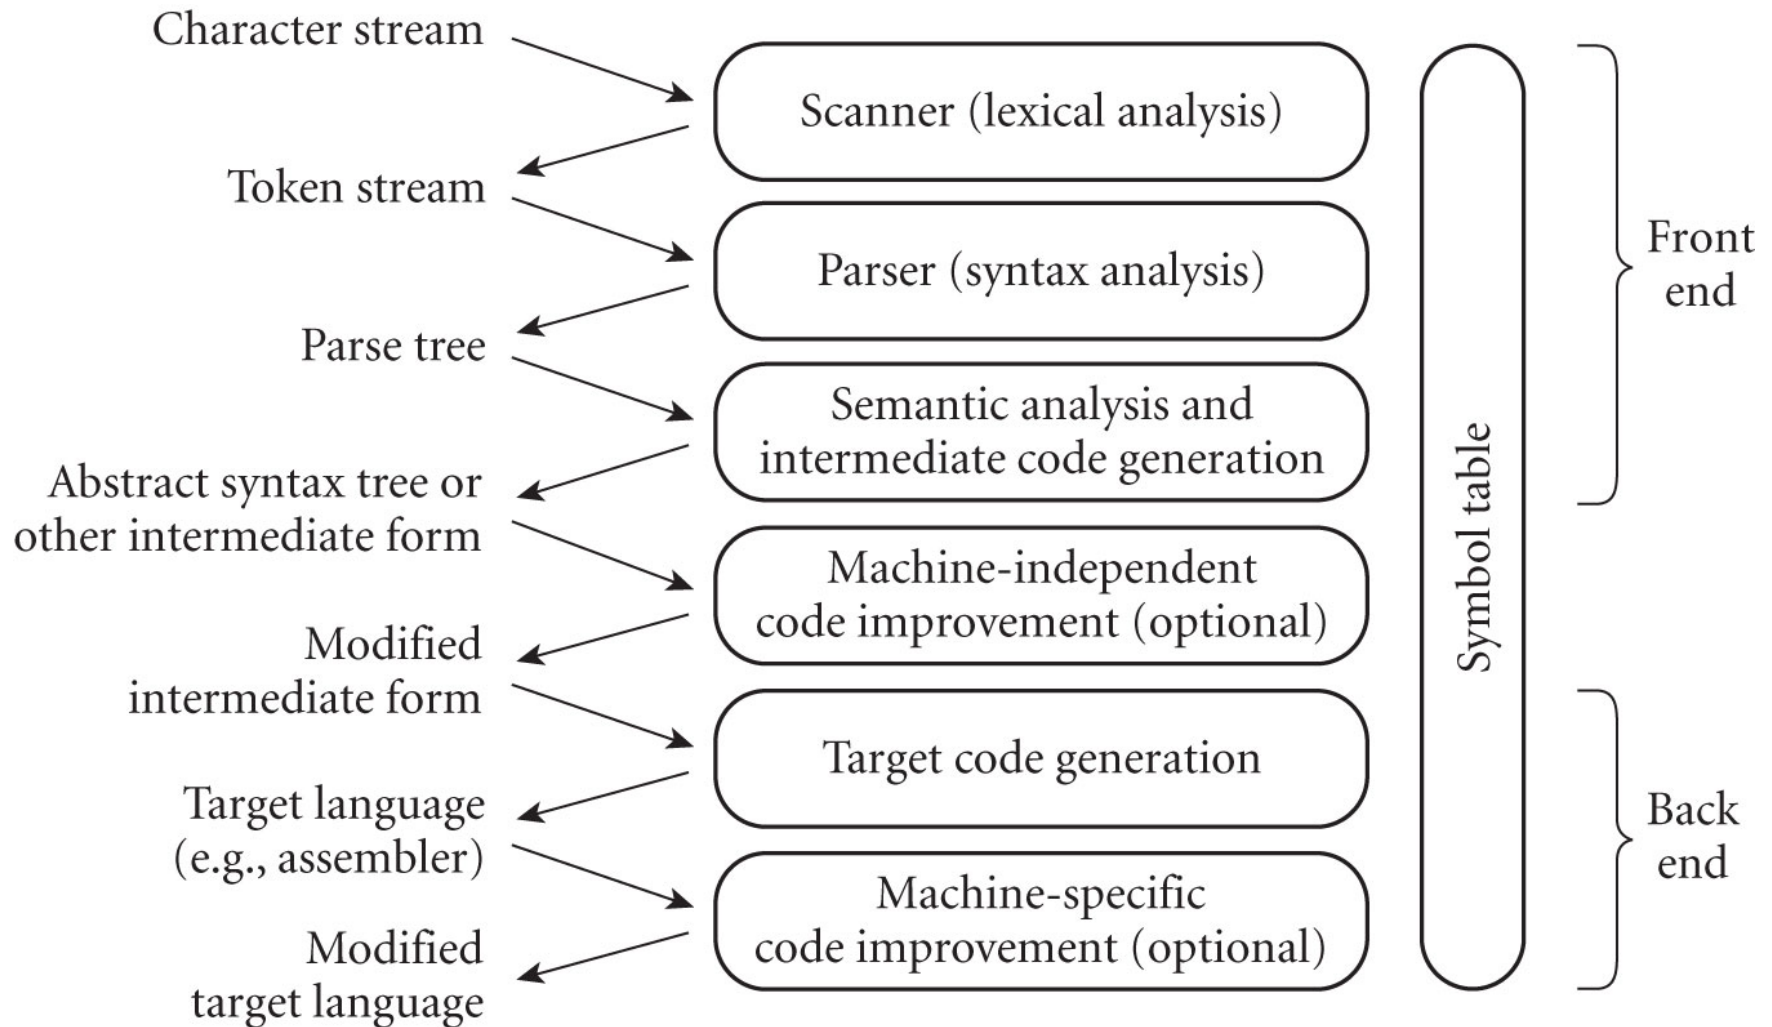 Character stream
Scanner (lexical analysis)
Token stream
Parser (syntax analysis)
Parse tree
Semantic analysis and
intermediate code generation
Abstract syntax tree or
other intermediate form
Machine-independent
code improvement (optional)
Modified
intermediate form
Target code generation
Target language
(e.g., assembler)
Machine-specific
code improvement (optional)
Modified
target language
Symbol table
Front
end
Back
end